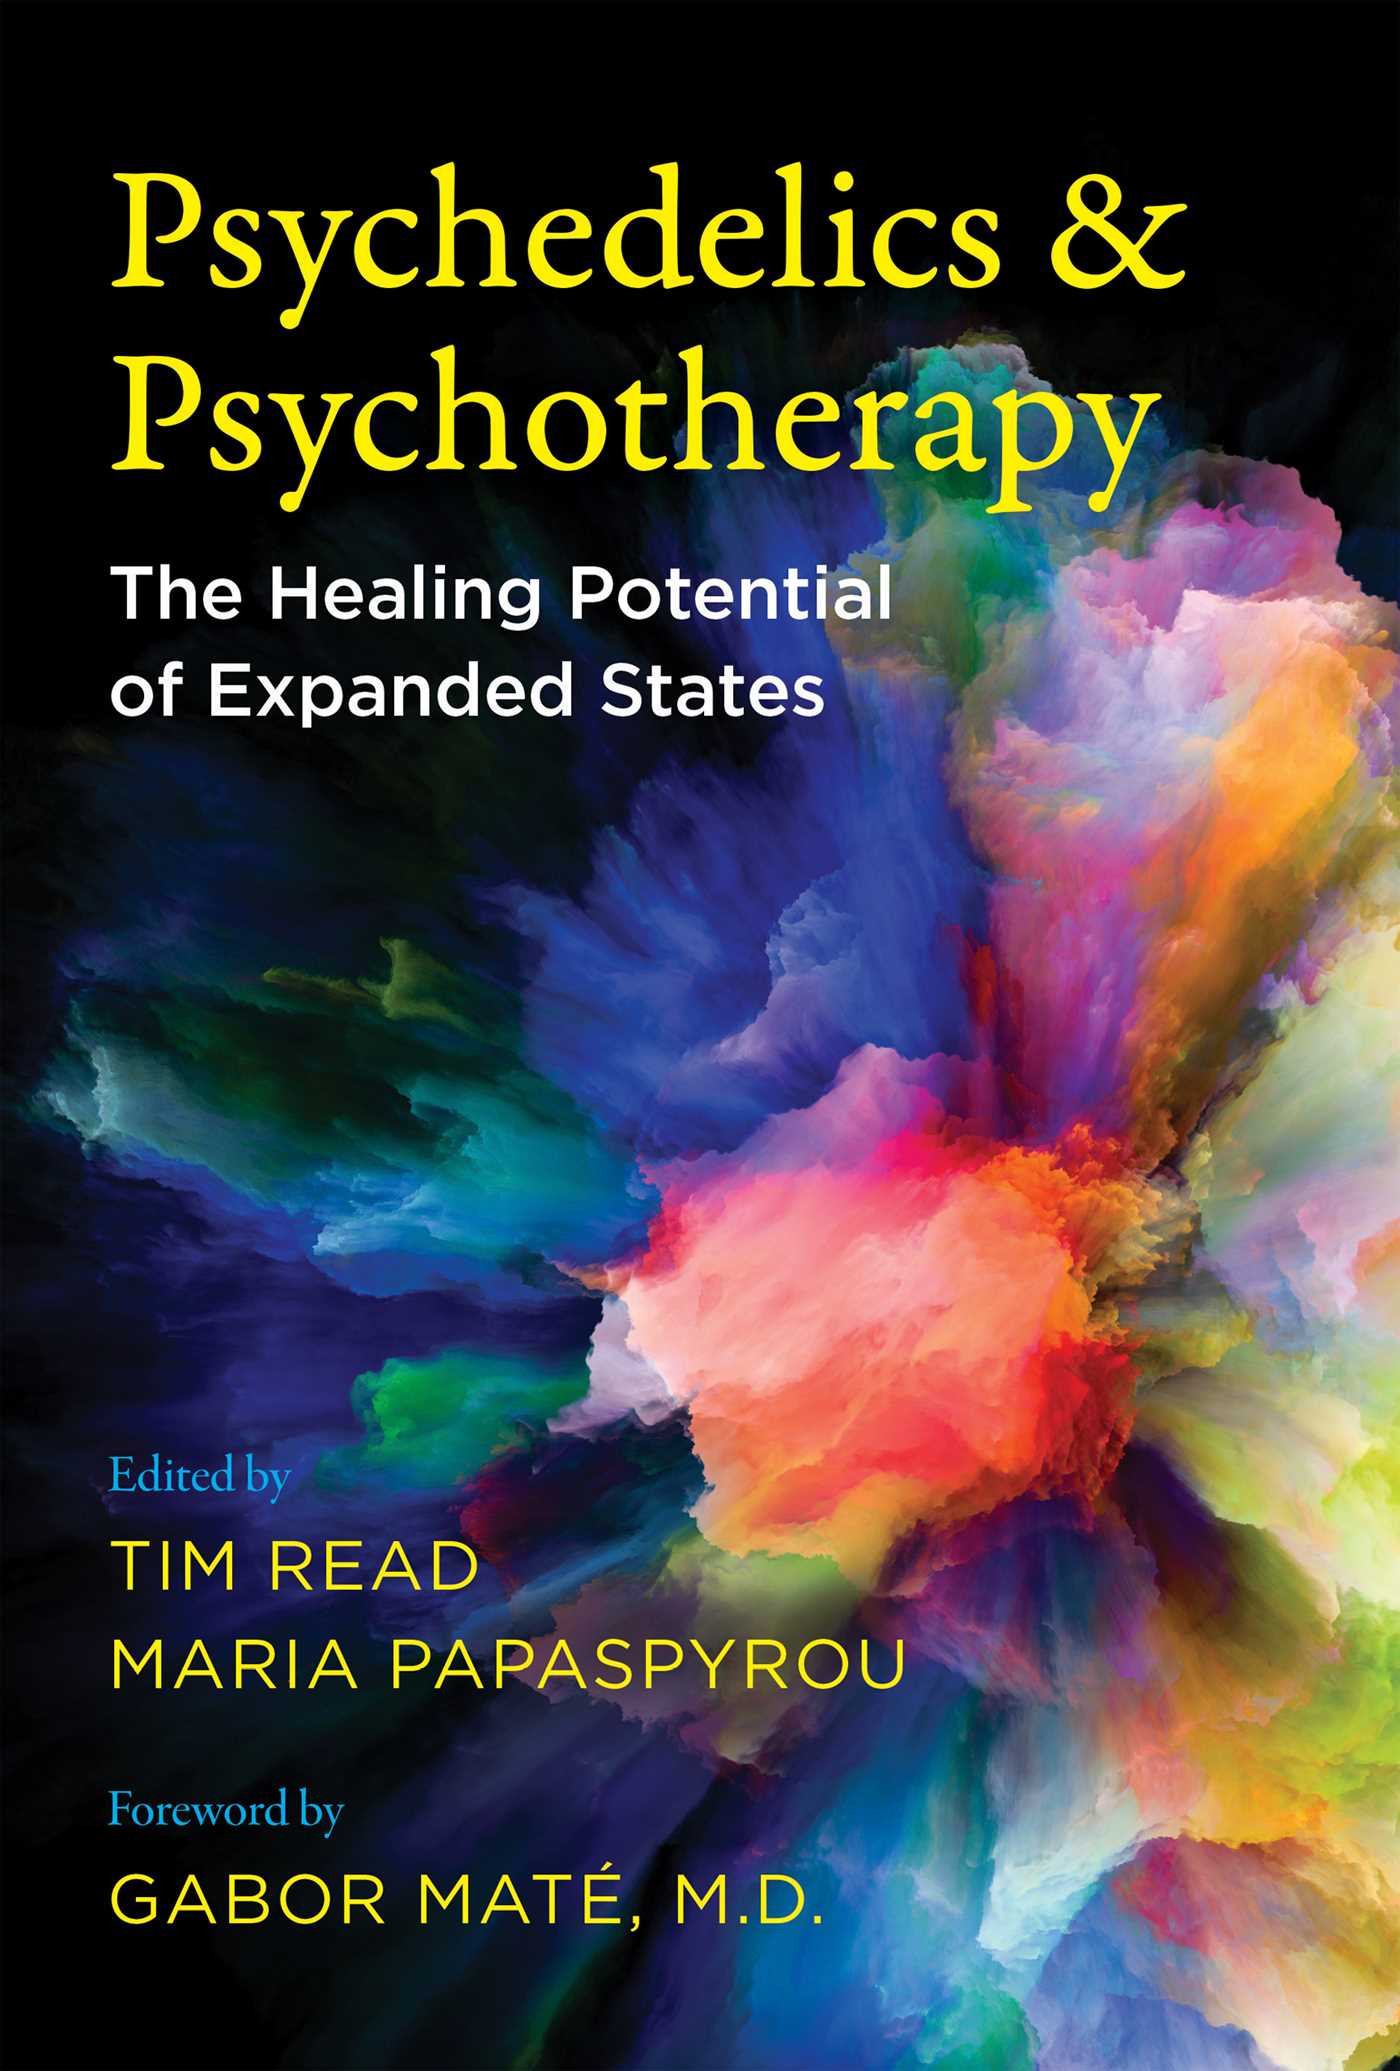 Psychedelics &
Psychotherapy
The Healing Potential
of Expanded States
Edited by
TIM READ
MARIA PAPASPYROU
Foreword by
GABOR MATÉ, M.D.